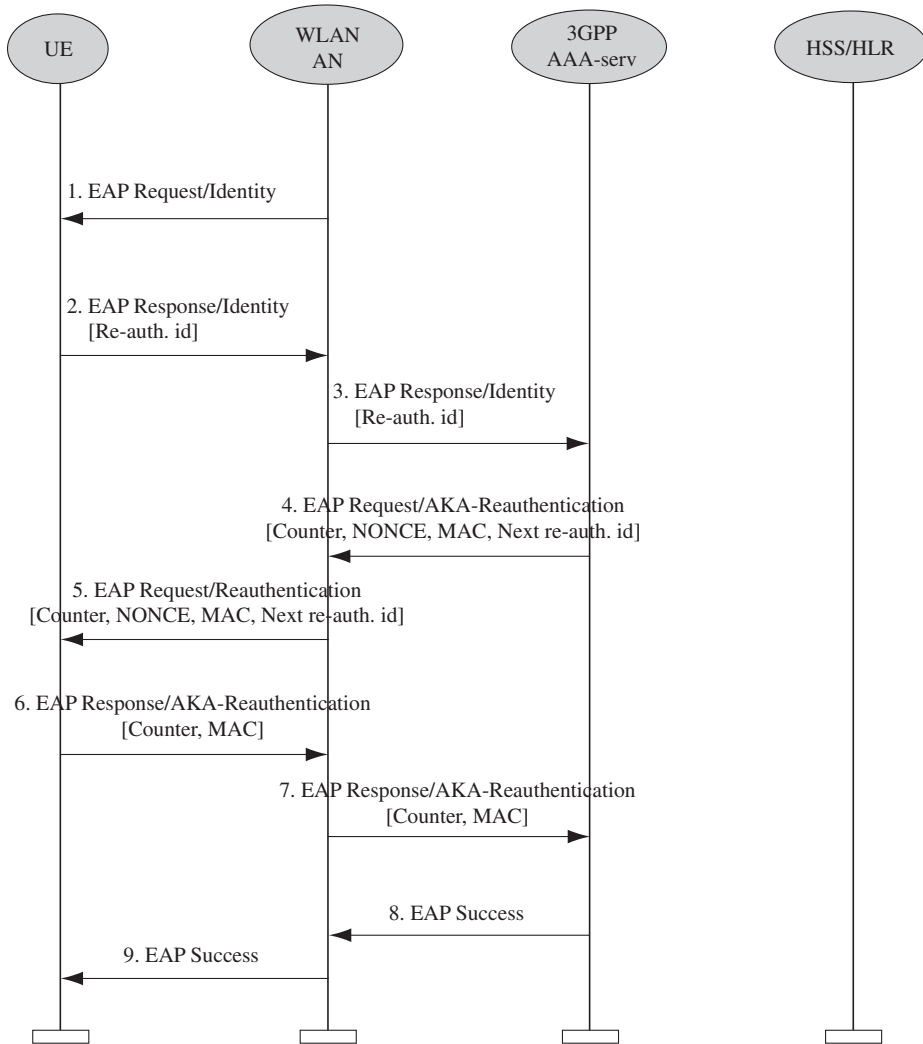 UE
WLAN
AN
3GPP
AAA-serv
HSS/HLR
1. EAP Request/Identity
2. EAP Response/Identity
[Re-auth. id]
3. EAP Response/Identity
[Re-auth. id]
4. EAP Request/AKA-Reauthentication
[Counter, NONCE, MAC, Next re-auth. id]
5. EAP Request/Reauthentication
[Counter, NONCE, MAC, Next re-auth. id]
6. EAP Response/AKA-Reauthentication
[Counter, MAC]
7. EAP Response/AKA-Reauthentication
[Counter, MAC]
8. EAP Success
9. EAP Success